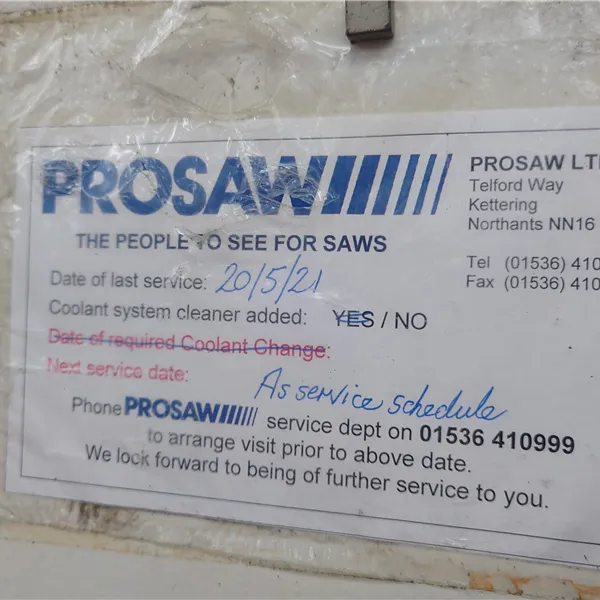 PROSAW
THE PEOPLE TO SEE FOR SAWS
PROSAW LT
Telford Way
Kettering
Northants NN16
Tel (01536) 410
Fax (01536) 410
Date of last service: 20/5/21
Coolant system cleaner added: YES / NO
Date of required Coolant Change:
Next service date: As service schedule
Phone PROSAW service dept on 01536 410999
to arrange visit prior to above date.
We look forward to being of further service to you.